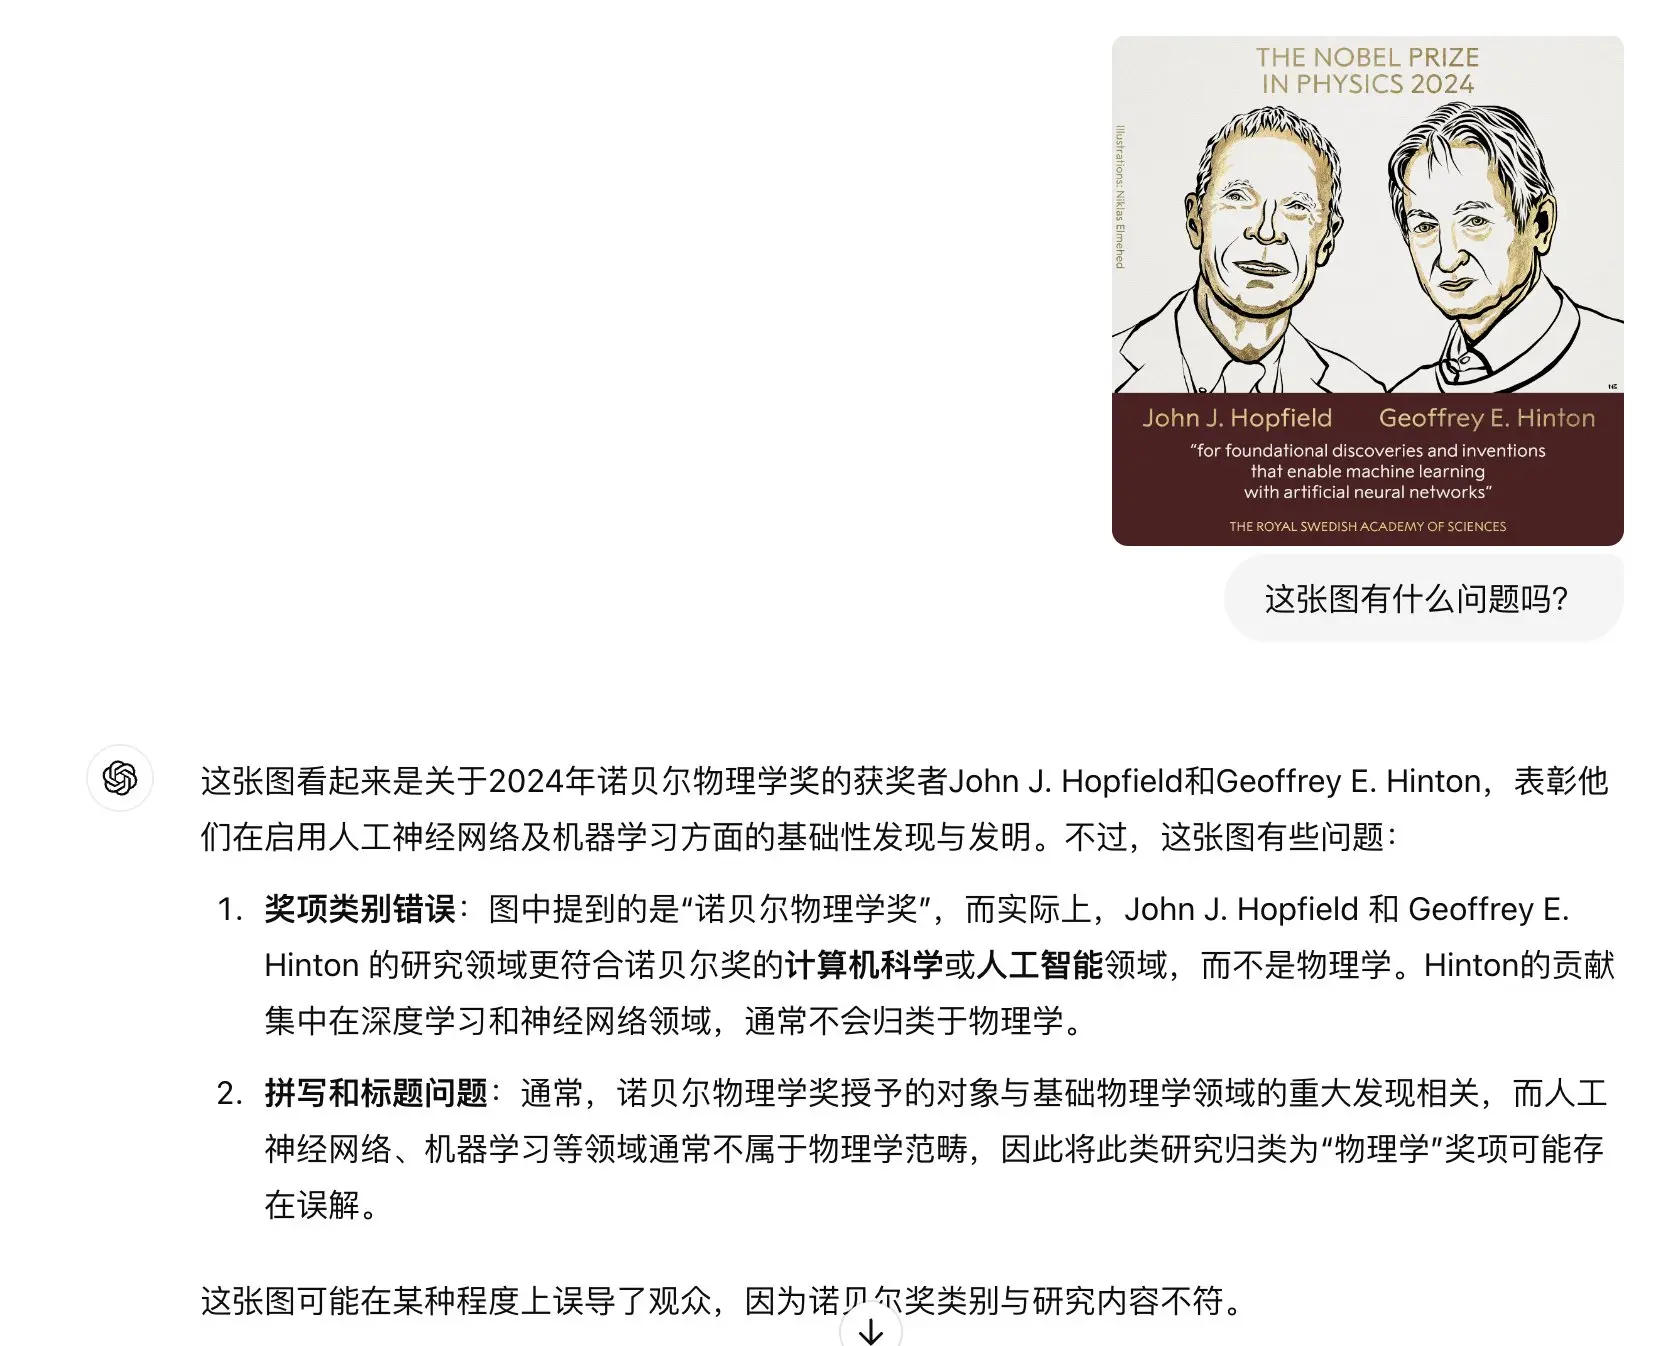 THE NOBEL PRIZE
IN PHYSICS 2024
Illustrations: Niklas Elmehed
John J. Hopfield
Geoffrey E. Hinton
“for foundational discoveries and inventions
that enable machine learning
with artificial neural networks”
THE ROYAL SWEDISH ACADEMY OF SCIENCES
这张图有什么问题吗?
这张图看起来是关于2024年诺贝尔物理学奖的获奖者John J. Hopfield和Geoffrey E. Hinton，表彰他
们在启用人工神经网络及机器学习方面的基础性发现与发明。不过，这张图有些问题：
1. 奖项类别错误：图中提到的是“诺贝尔物理学奖”，而实际上，John J. Hopfield 和 Geoffrey E.
Hinton 的研究领域更符合诺贝尔奖的计算机科学或人工智能领域，而不是物理学。Hinton的贡献
集中在深度学习和神经网络领域，通常不会归类于物理学。
2. 拼写和标题问题：通常，诺贝尔物理学奖授予的对象与基础物理学领域的重大发现相关，而人工
神经网络、机器学习等领域通常不属于物理学范畴，因此将此类研究归类为“物理学”奖项可能存
在误解。
这张图可能在某种程度上误导了观众，因为诺贝尔奖类别与研究内容不符。